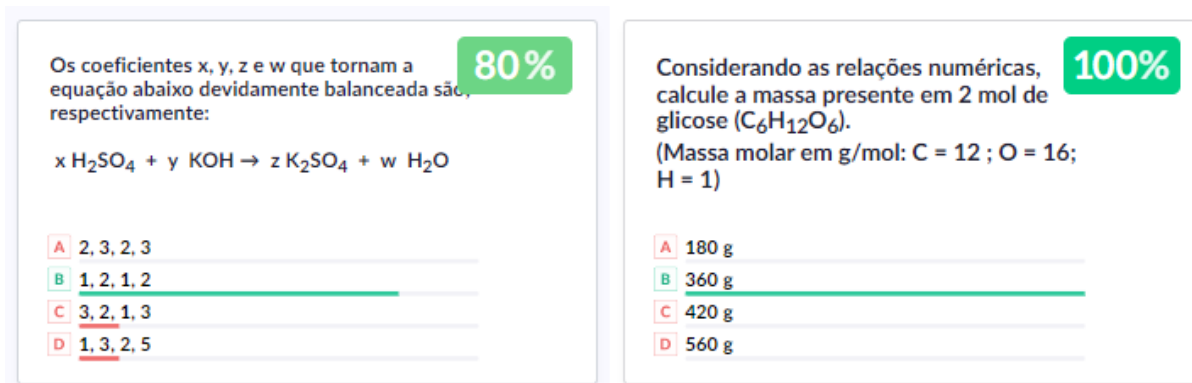 80%
Os coeficientes x, y, z e w que tornam a
equação abaixo devidamente balanceada são,
respectivamente:
x H₂SO₄ + y KOH → z K₂SO₄ + w H₂O
A 2, 3, 2, 3
B 1, 2, 1, 2
C 3, 2, 1, 3
D 1, 3, 2, 5
100%
Considerando as relações numéricas,
calcule a massa presente em 2 mol de
glicose (C₆H₁₂O₆).
(Massa molar em g/mol: C = 12 ; O = 16;
H = 1)
A 180 g
B 360 g
C 420 g
D 560 g